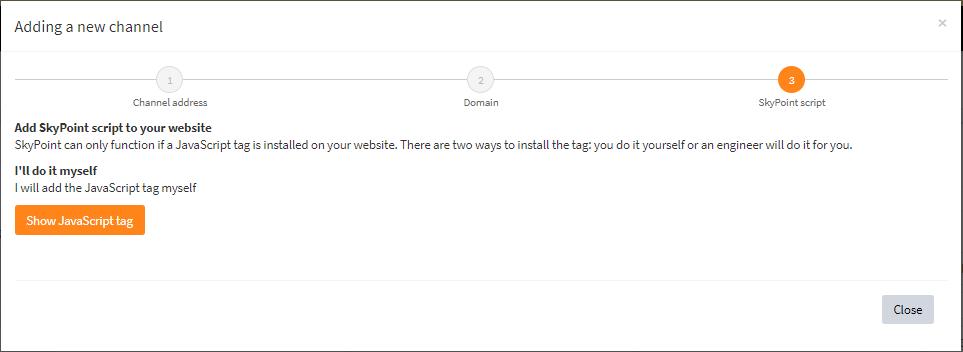 Adding a new channel
×
1
2
3
Channel address
Domain
SkyPoint script
Add SkyPoint script to your website
SkyPoint can only function if a JavaScript tag is installed on your website. There are two ways to install the tag: you do it yourself or an engineer will do it for you.
I'll do it myself
I will add the JavaScript tag myself
Show JavaScript tag
Close